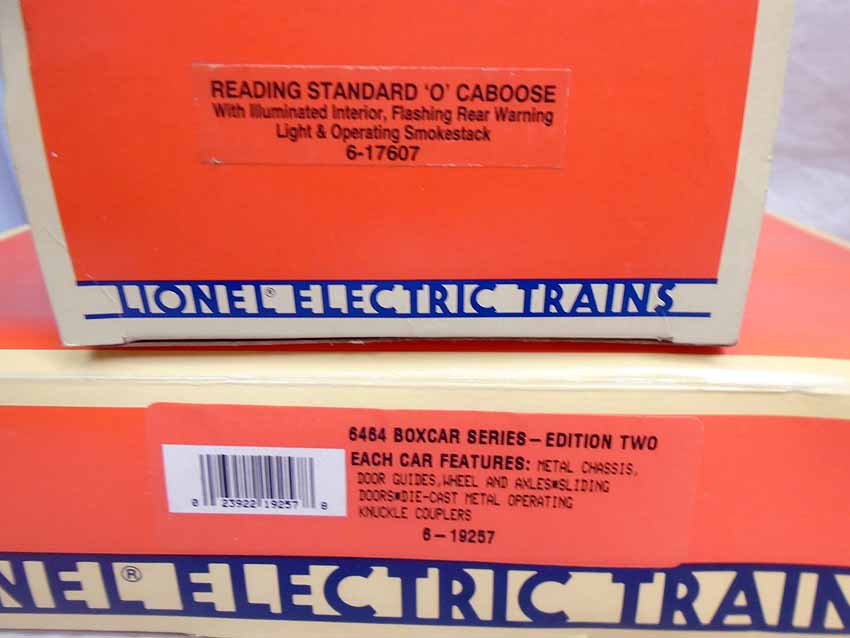 READING STANDARD 'O' CABOOSE
With Illuminated Interior, Flashing Rear Warning
Light & Operating Smokestack
6-17607
LIONEL® ELECTRIC TRAINS
6464 BOXCAR SERIES—EDITION TWO
EACH CAR FEATURES: METAL CHASSIS,
DOOR GUIDES,WHEEL AND AXLES*SLIDING
DOORS*DIE-CAST METAL OPERATING
KNUCKLE COUPLERS
6-19257
0 23922 19257 8
NEL® ELECTRIC TRAIN